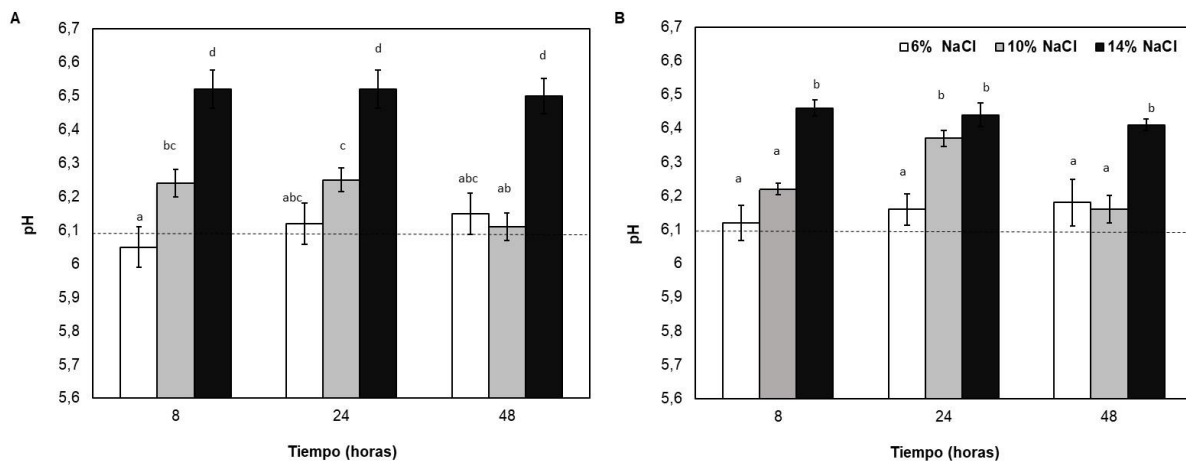 A
6,7
6,6
6,5
6,4
6,3
6,2
6,1
6
5,9
5,8
5,7
5,6
pH
d
d
d
bc
c
a
abc
abc
ab
8
24
48
Tiempo (horas)
B
6,7
6,6
6,5
6,4
6,3
6,2
6,1
6
5,9
5,8
5,7
5,6
pH
6% NaCl 10% NaCl 14% NaCl
b
b
b
b
a
a
a
a
a
8
24
48
Tiempo (horas)